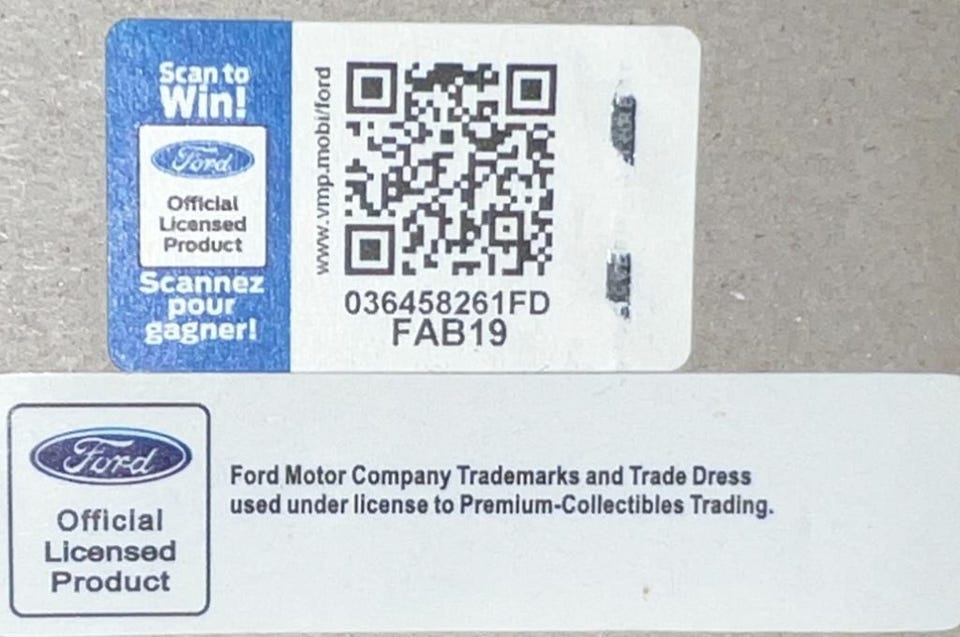 Scan to
Win!
Ford
Official
Licensed
Product
Scannez
pour
gagner!
www.vmp.mobi/ford
036458261FD
FAB19
Ford
Official
Licensed
Product
Ford Motor Company Trademarks and Trade Dress
used under license to Premium-Collectibles Trading.